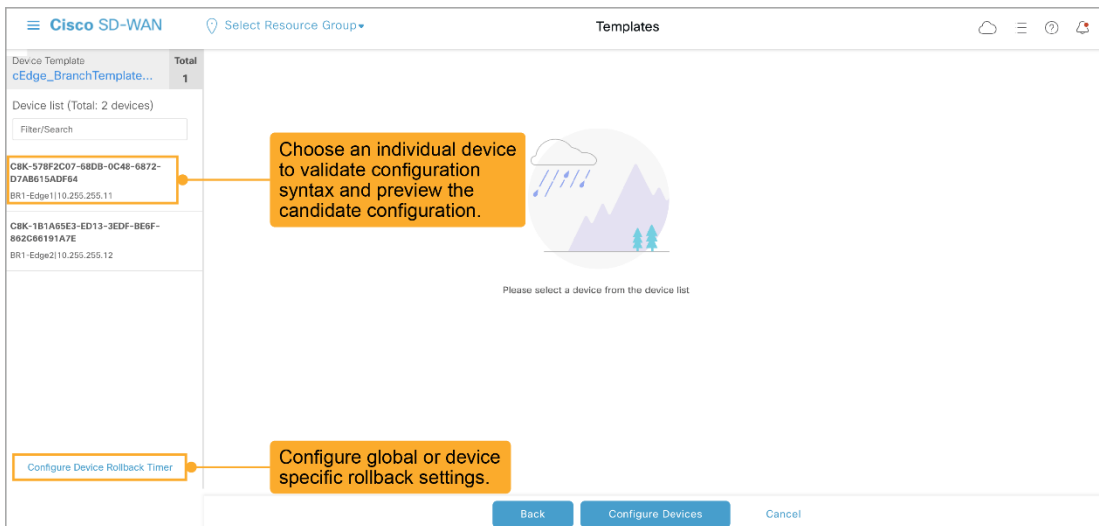 Cisco SD-WAN
Select Resource Group
Templates
Device Template
Total
cEdge_BranchTemplate...
1
Device list (Total: 2 devices)
Filter/Search
C8K-578F2C07-68DB-0C48-6872-
D7AB615ADF64
BR1-Edge1|10.255.255.11
C8K-1B1A65E3-ED13-3EDF-BE6F-
862C66191A7E
BR1-Edge2|10.255.255.12
Choose an individual device
to validate configuration
syntax and preview the
candidate configuration.
Please select a device from the device list
Configure Device Rollback Timer
Configure global or device
specific rollback settings.
Back
Configure Devices
Cancel